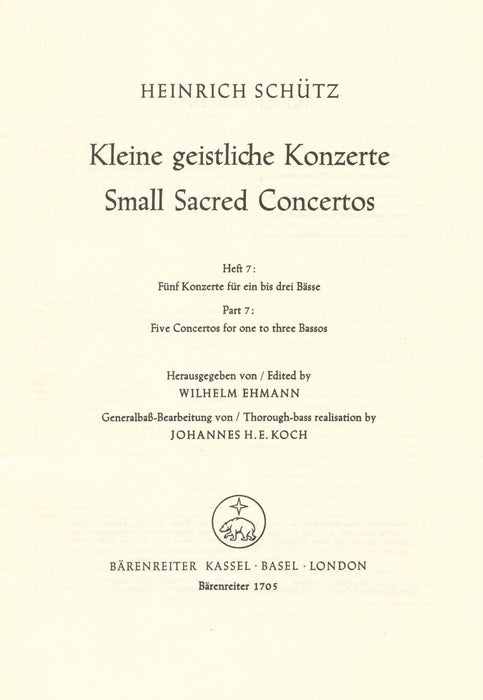 HEINRICH SCHÜTZ
Kleine geistliche Konzerte
Small Sacred Concertos
Heft 7:
Fünf Konzerte für ein bis drei Bässe
Part 7:
Five Concertos for one to three Bassos
Herausgegeben von / Edited by
WILHELM EHMANN
Generalbaß-Bearbeitung von / Thorough-bass realisation by
JOHANNES H. E. KOCH
BÄRENREITER KASSEL · BASEL · LONDON
Bärenreiter 1705